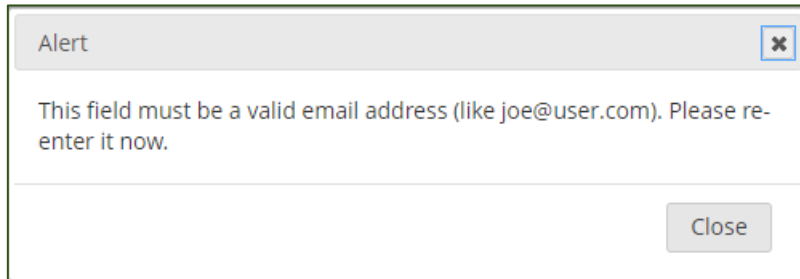 Alert
This field must be a valid email address (like joe@user.com). Please re-
enter it now.
Close